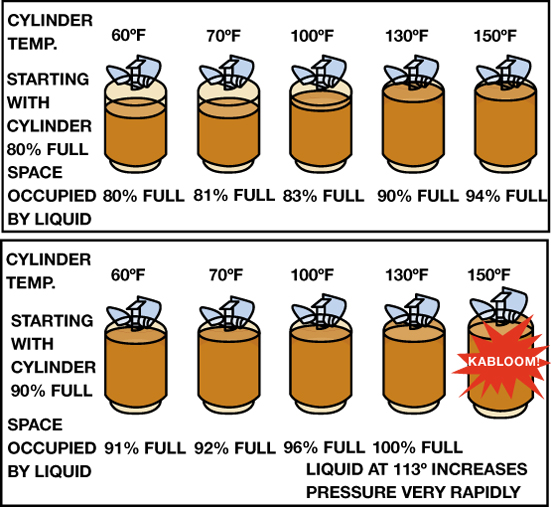 CYLINDER
TEMP.
60ºF 70ºF 100ºF 130ºF 150ºF
STARTING
WITH
CYLINDER
80% FULL
SPACE
OCCUPIED
BY LIQUID
80% FULL 81% FULL 83% FULL 90% FULL 94% FULL
CYLINDER
TEMP.
60ºF 70ºF 100ºF 130ºF 150ºF
STARTING
WITH
CYLINDER
90% FULL
KABLOOM!
SPACE
OCCUPIED
BY LIQUID
91% FULL 92% FULL 96% FULL 100% FULL
LIQUID AT 113º INCREASES
PRESSURE VERY RAPIDLY